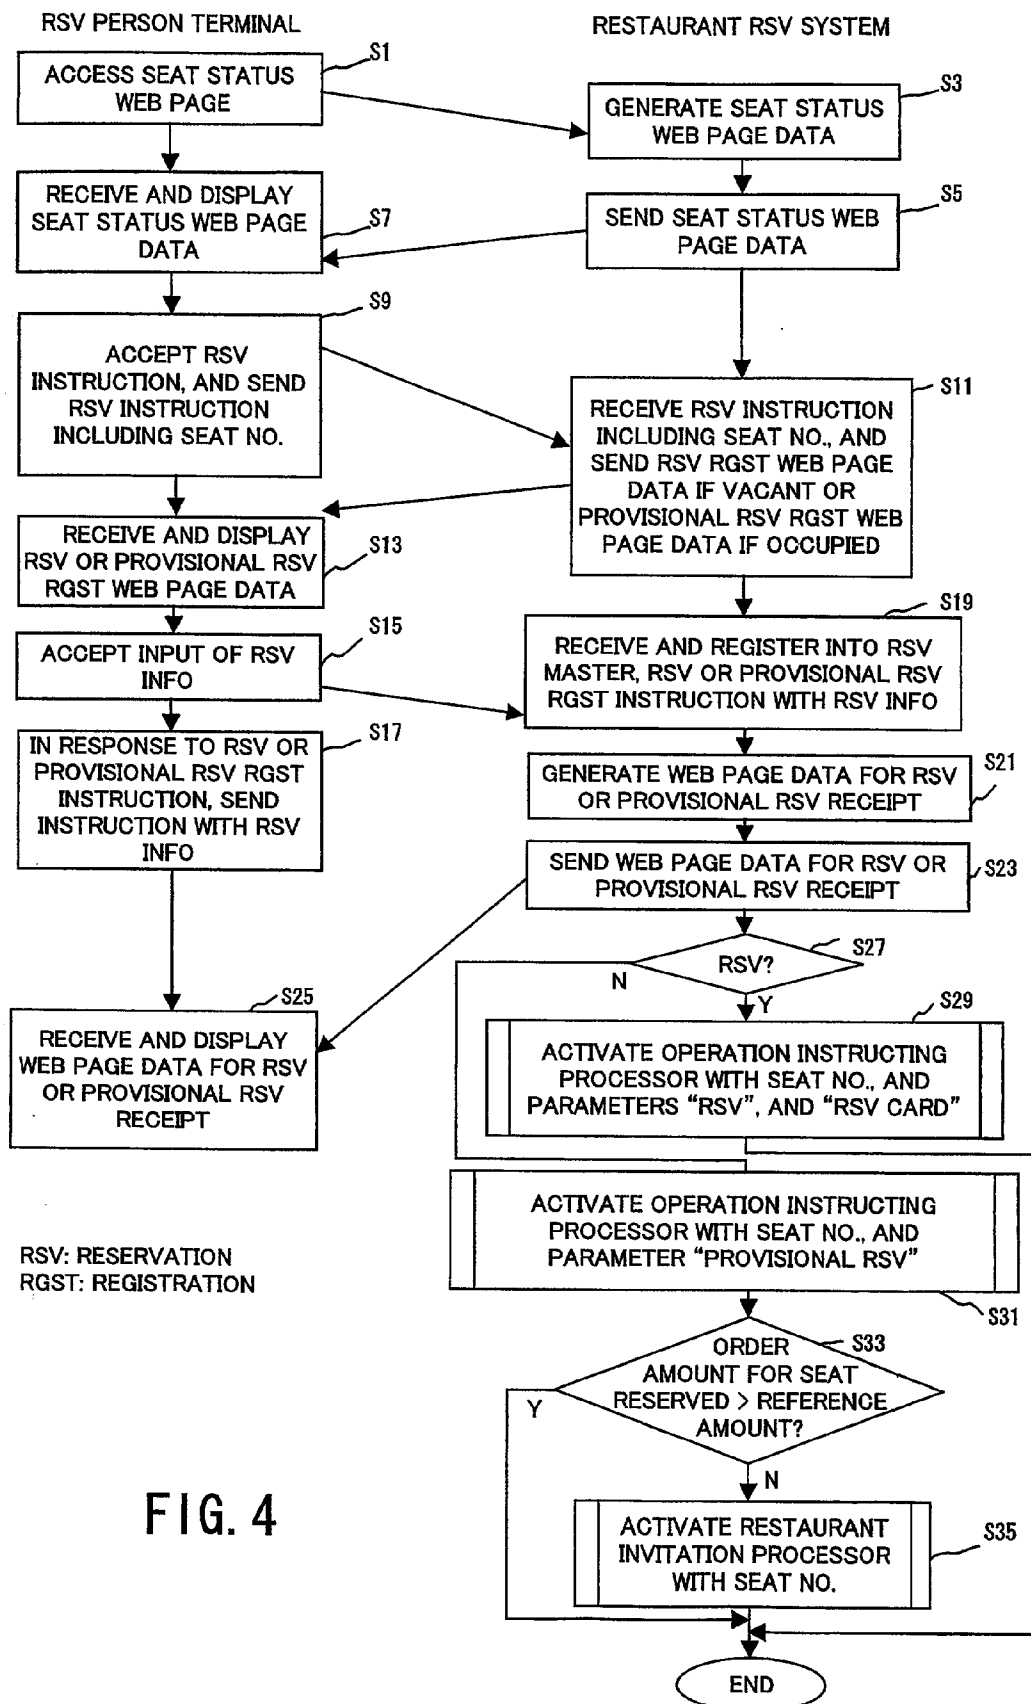 RSV PERSON TERMINAL
RESTAURANT RSV SYSTEM
S1
ACCESS SEAT STATUS
WEB PAGE
S3
GENERATE SEAT STATUS
WEB PAGE DATA
S5
SEND SEAT STATUS WEB
PAGE DATA
S7
RECEIVE AND DISPLAY
SEAT STATUS WEB PAGE
DATA
S9
ACCEPT RSV
INSTRUCTION, AND SEND
RSV INSTRUCTION
INCLUDING SEAT NO.
S11
RECEIVE RSV INSTRUCTION
INCLUDING SEAT NO., AND
SEND RSV RGST WEB PAGE
DATA IF VACANT OR
PROVISIONAL RSV RGST WEB
PAGE DATA IF OCCUPIED
S13
RECEIVE AND DISPLAY
RSV OR PROVISIONAL RSV
RGST WEB PAGE DATA
S15
ACCEPT INPUT OF RSV
INFO
S19
RECEIVE AND REGISTER INTO RSV
MASTER, RSV OR PROVISIONAL RSV
RGST INSTRUCTION WITH RSV INFO
S17
IN RESPONSE TO RSV OR
PROVISIONAL RSV RGST
INSTRUCTION, SEND
INSTRUCTION WITH RSV
INFO
S21
GENERATE WEB PAGE DATA FOR RSV
OR PROVISIONAL RSV RECEIPT
S23
SEND WEB PAGE DATA FOR RSV OR
PROVISIONAL RSV RECEIPT
S27
RSV?
N
Y
S25
RECEIVE AND DISPLAY
WEB PAGE DATA FOR RSV
OR PROVISIONAL RSV
RECEIPT
S29
ACTIVATE OPERATION INSTRUCTING
PROCESSOR WITH SEAT NO., AND
PARAMETERS “RSV”, AND “RSV CARD”
ACTIVATE OPERATION INSTRUCTING
PROCESSOR WITH SEAT NO., AND
PARAMETER “PROVISIONAL RSV”
S31
RSV: RESERVATION
RGST: REGISTRATION
S33
ORDER
AMOUNT FOR SEAT
RESERVED > REFERENCE
AMOUNT?
Y
N
S35
ACTIVATE RESTAURANT
INVITATION PROCESSOR
WITH SEAT NO.
END
FIG. 4